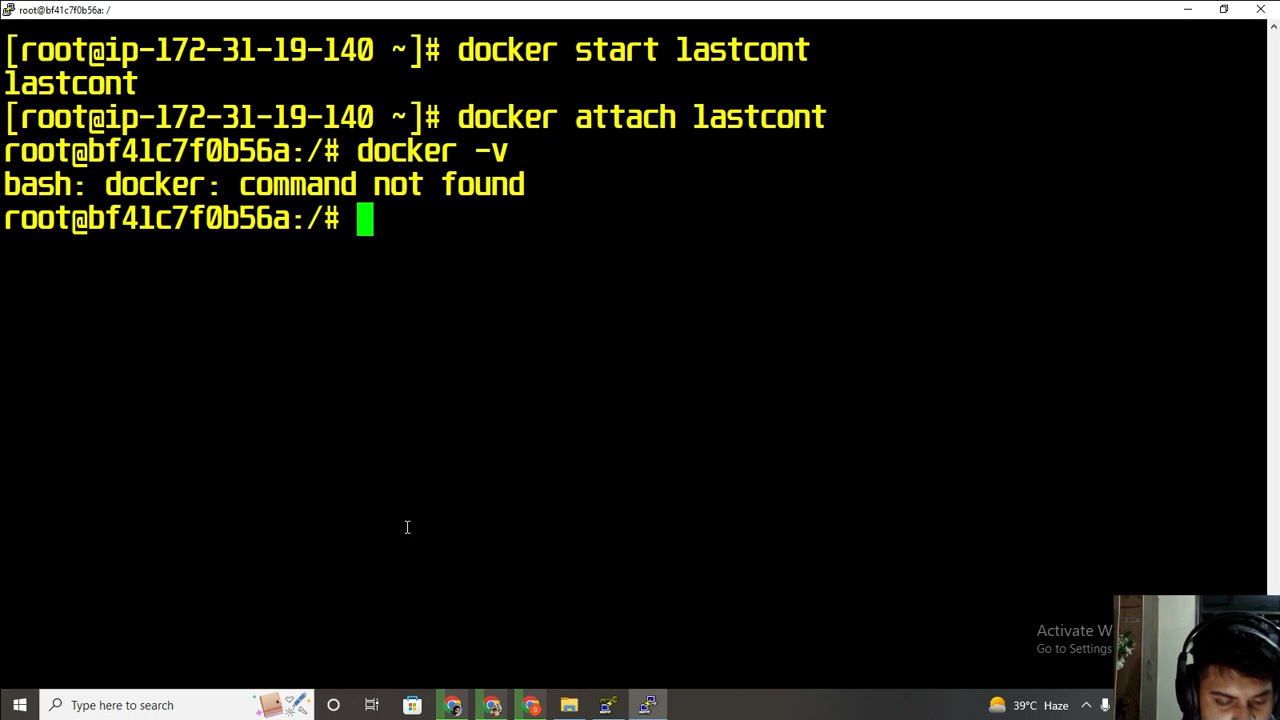 root@bf41c7f0b56a: /
[root@ip-172-31-19-140 ~]# docker start lastcont
lastcont
[root@ip-172-31-19-140 ~]# docker attach lastcont
root@bf41c7f0b56a:/# docker -v
bash: docker: command not found
root@bf41c7f0b56a:/#
Activate W
Go to Settings
Type here to search
39°C Haze